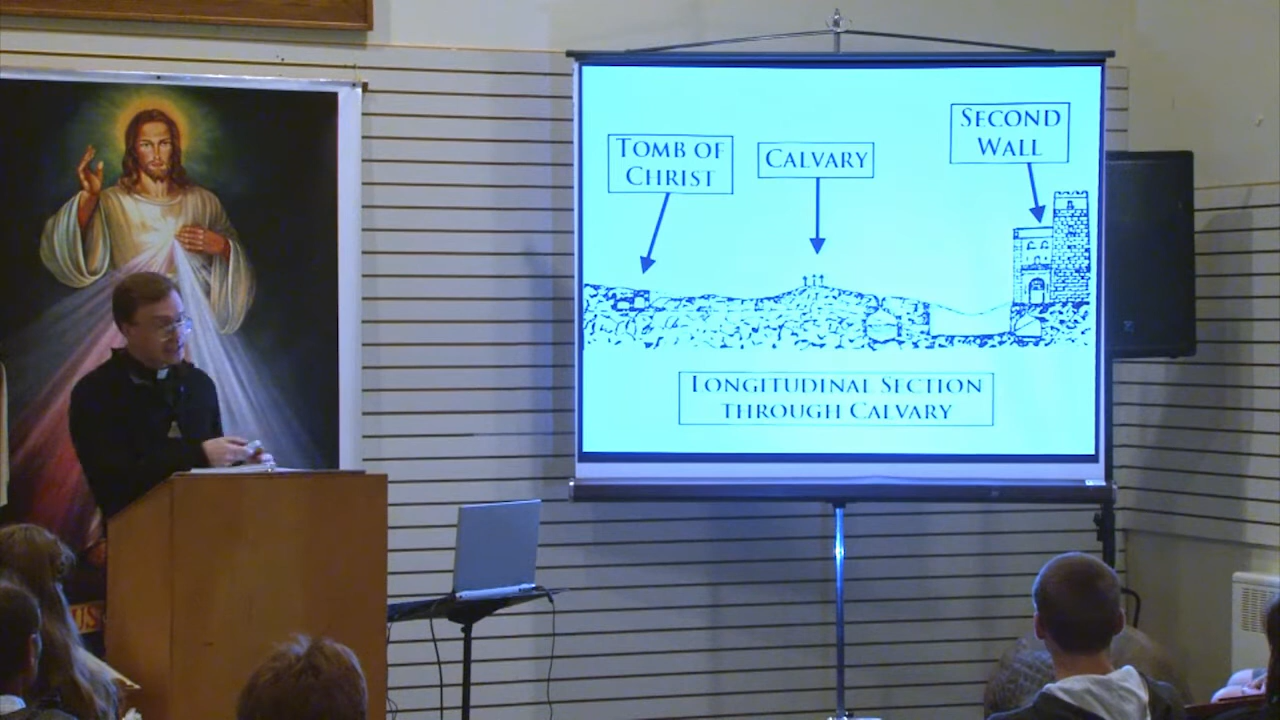 TOMB OF
CHRIST
CALVARY
SECOND
WALL
LONGITUDINAL SECTION
THROUGH CALVARY